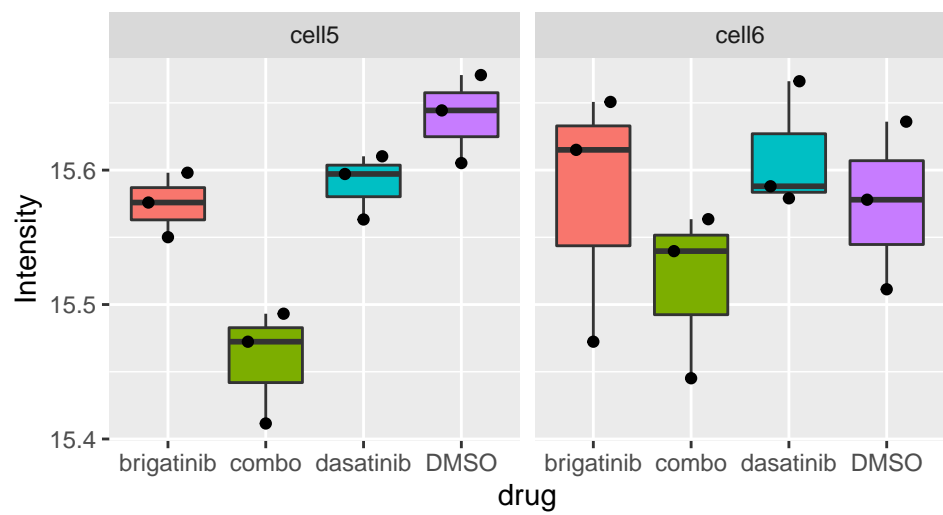 cell5 cell6
Intensity
15.6
15.5
15.4
brigatinib combo dasatinib DMSO brigatinib combo dasatinib DMSO
drug